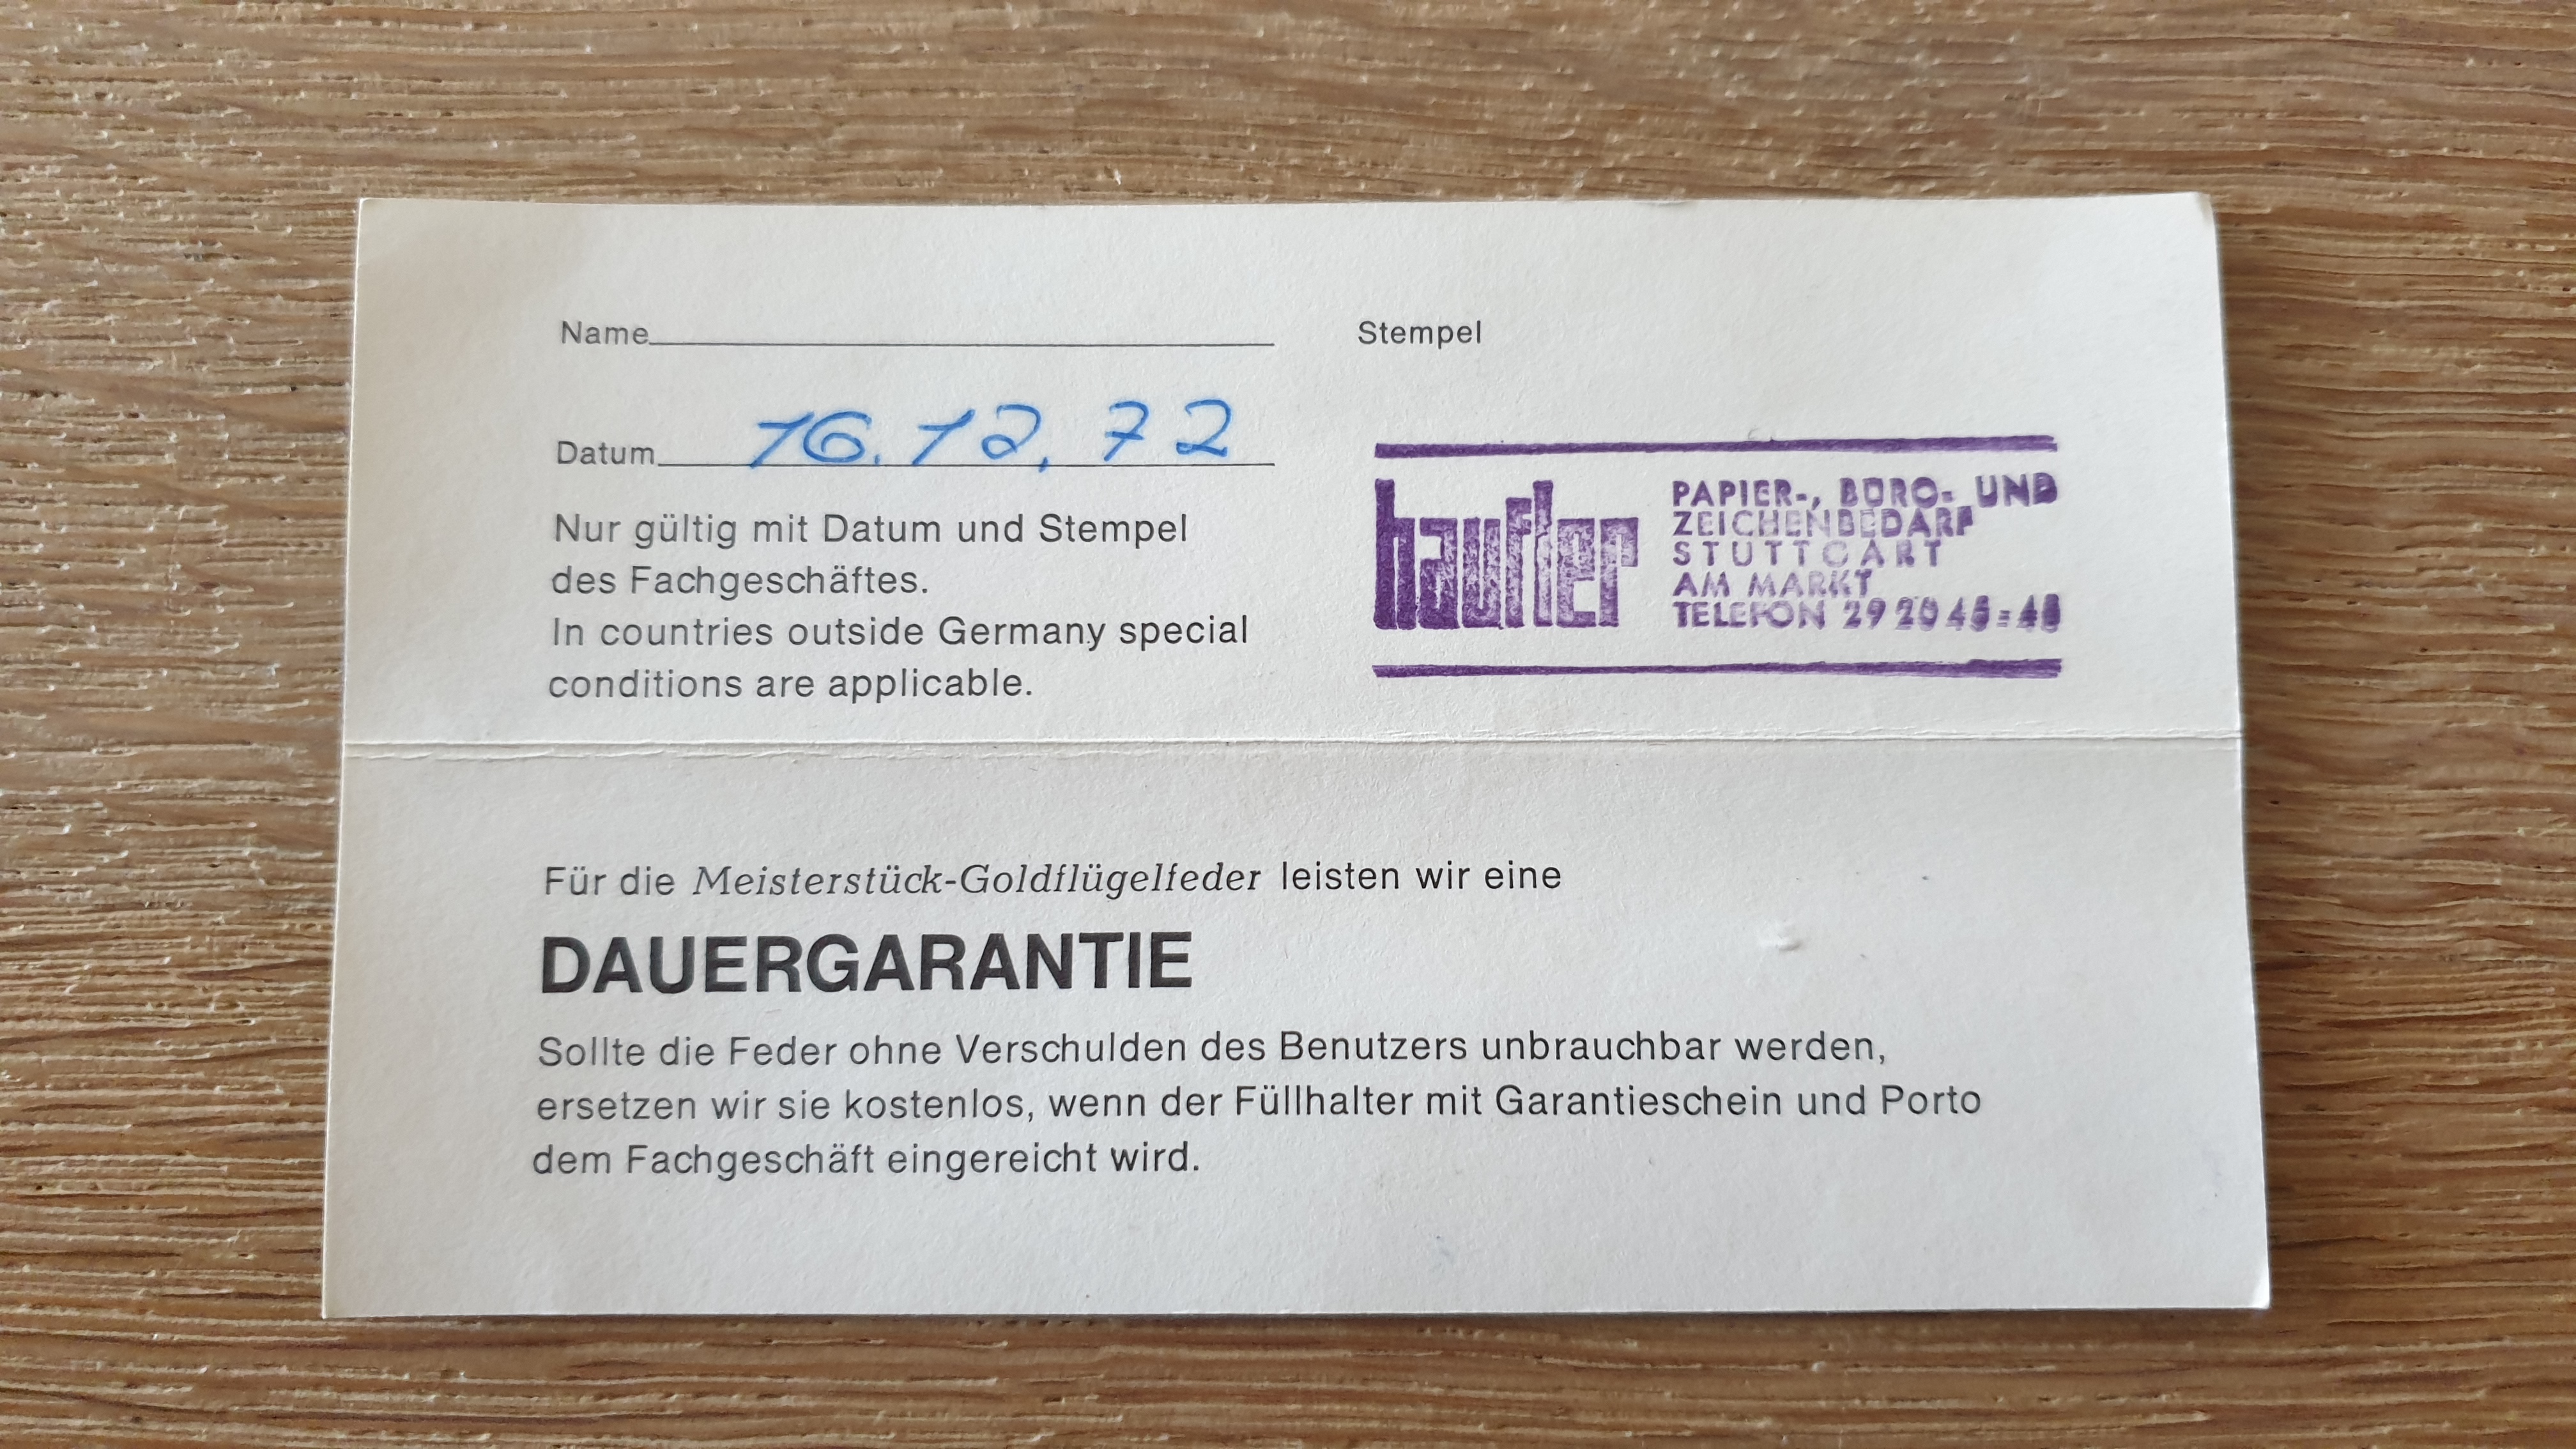 Name
Stempel
Datum 16.12.72
Nur gültig mit Datum und Stempel
des Fachgeschäftes.
In countries outside Germany special
conditions are applicable.
haufler
PAPIER-, BÜRO- UND
ZEICHENBEDARF
STUTTGART
AM MARKT
TELEFON 29 20
Für die Meisterstück-Goldflügelfeder leisten wir eine
DAUERGARANTIE
Sollte die Feder ohne Verschulden des Benutzers unbrauchbar werden,
ersetzen wir sie kostenlos, wenn der Füllhalter mit Garantieschein und Porto
dem Fachgeschäft eingereicht wird.